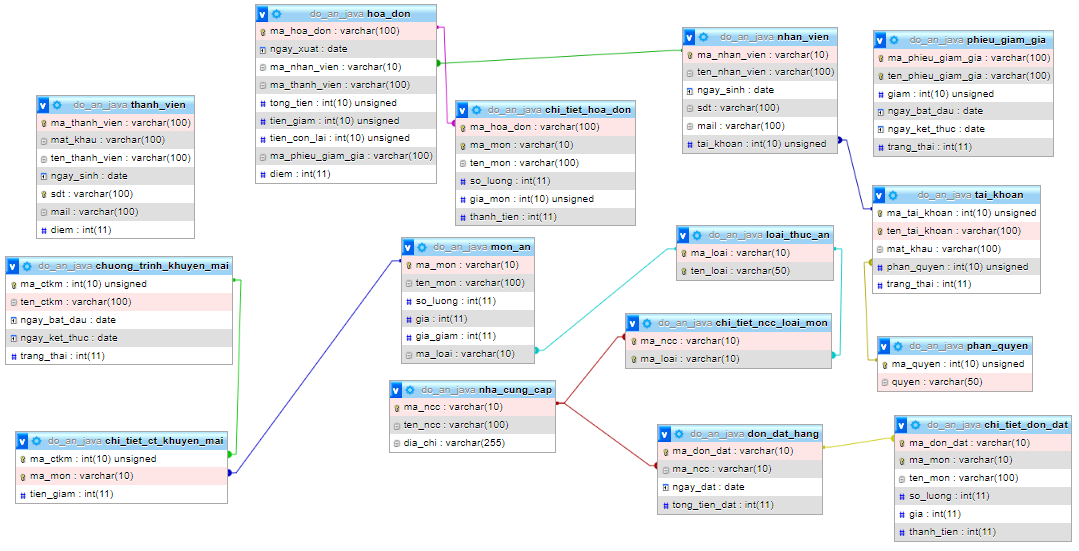 do_an_java hoa_don
ma_hoa_don : varchar(100)
ngay_xuat : date
ma_nhan_vien : varchar(10)
ma_thanh_vien : varchar(100)
tong_tien : int(10) unsigned
tien_giam : int(10) unsigned
tien_con_lai : int(10) unsigned
ma_phieu_giam_gia : varchar(100)
diem : int(11)
do_an_java nhan_vien
ma_nhan_vien : varchar(10)
ten_nhan_vien : varchar(100)
ngay_sinh : date
sdt : varchar(100)
mail : varchar(100)
tai_khoan : int(10) unsigned
do_an_java phieu_giam_gia
ma_phieu_giam_gia : varchar(100)
ten_phieu_giam_gia : varchar(100)
giam : int(10) unsigned
ngay_bat_dau : date
ngay_ket_thuc : date
trang_thai : int(11)
do_an_java thanh_vien
ma_thanh_vien : varchar(100)
mat_khau : varchar(100)
ten_thanh_vien : varchar(100)
ngay_sinh : date
sdt : varchar(100)
mail : varchar(100)
diem : int(11)
do_an_java chi_tiet_hoa_don
ma_hoa_don : varchar(100)
ma_mon : varchar(10)
ten_mon : varchar(100)
so_luong : int(11)
gia_mon : int(10) unsigned
thanh_tien : int(11)
do_an_java tai_khoan
ma_tai_khoan : int(10) unsigned
ten_tai_khoan : varchar(100)
mat_khau : varchar(100)
phan_quyen : int(10) unsigned
trang_thai : int(11)
do_an_java loai_thuc_an
ma_loai : varchar(10)
ten_loai : varchar(50)
do_an_java mon_an
ma_mon : varchar(10)
ten_mon : varchar(100)
so_luong : int(11)
gia : int(11)
gia_giam : int(11)
ma_loai : varchar(10)
do_an_java chuong_trinh_khuyen_mai
ma_ctkm : int(10) unsigned
ten_ctkm : varchar(100)
ngay_bat_dau : date
ngay_ket_thuc : date
trang_thai : int(11)
do_an_java chi_tiet_ncc_loai_mon
ma_ncc : varchar(10)
ma_loai : varchar(10)
do_an_java phan_quyen
ma_quyen : int(10) unsigned
quyen : varchar(50)
do_an_java nha_cung_cap
ma_ncc : varchar(10)
ten_ncc : varchar(100)
dia_chi : varchar(255)
do_an_java chi_tiet_ct_khuyen_mai
ma_ctkm : int(10) unsigned
ma_mon : varchar(10)
tien_giam : int(11)
do_an_java don_dat_hang
ma_don_dat : varchar(10)
ma_ncc : varchar(10)
ngay_dat : date
tong_tien_dat : int(11)
do_an_java chi_tiet_don_dat
ma_don_dat : varchar(10)
ma_mon : varchar(10)
ten_mon : varchar(100)
so_luong : int(11)
gia : int(11)
thanh_tien : int(11)